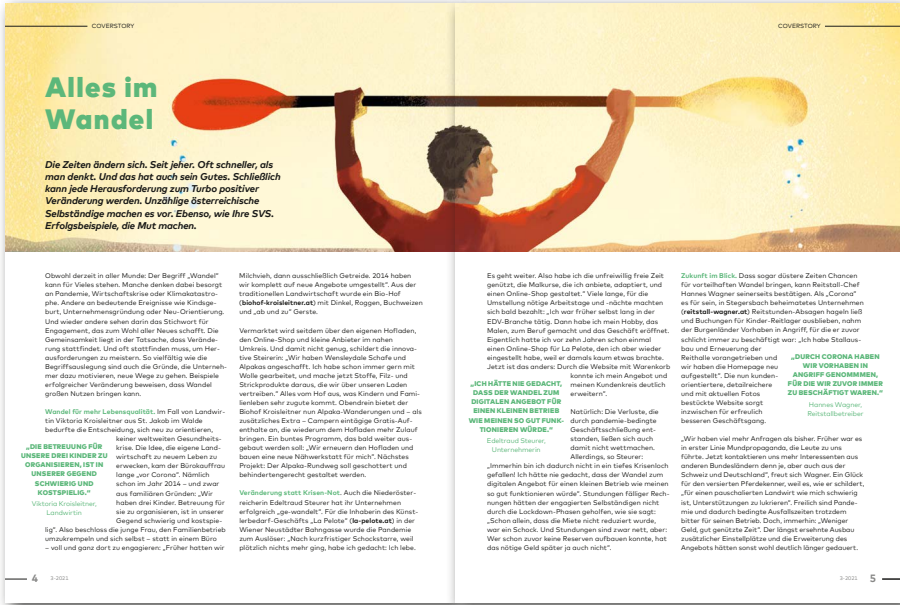 COVERSTORY
Alles im
Wandel
Die Zeiten ändern sich. Seit jeher. Oft schneller, als
man denkt. Und das hat auch sein Gutes. Schließlich
kann jede Herausforderung zum Turbo positiver
Veränderung werden. Unzählige österreichische
Selbständige machen es vor. Ebenso, wie Ihre SVS.
Erfolgsbeispiele, die Mut machen.
Obwohl derzeit in aller Munde: Der Begriff „Wandel“
kann für Vieles stehen. Manche denken dabei besorgt
an Pandemie, Wirtschaftskrise oder Klimakatastro-
phe. Andere an bedeutende Ereignisse wie Kindsge-
burt, Unternehmensgründung oder Neu-Orientierung.
Und wieder andere sehen darin das Stichwort für
Engagement, das zum Wohl aller Neues schafft. Die
Gemeinsamkeit liegt in der Tatsache, dass Verände-
rung stattfindet. Und oft stattfinden muss, um Her-
ausforderungen zu meistern. So vielfältig wie die
Begriffsauslegung sind auch die Gründe, die Unterneh-
mer dazu motivieren, neue Wege zu gehen. Beispiele
erfolgreicher Veränderung beweisen, dass Wandel
großen Nutzen bringen kann.
Wandel für mehr Lebensqualität. Im Fall von Landwir-
tin Viktoria Kroisleitner aus St. Jakob im Walde
bedurfte die Entscheidung, sich neu zu orientieren,
keiner weltweiten Gesundheits-
krise. Die Idee, die eigene Land-
wirtschaft zu neuem Leben zu
erwecken, kam der Bürokauffrau
lange „vor Corona“. Nämlich
schon im Jahr 2014 – und zwar
aus familiären Gründen: „Wir
haben drei Kinder. Betreuung für
sie zu organisieren, ist in unserer
Gegend schwierig und kostspie-
lig“. Also beschloss die junge Frau, den Familienbetrieb
umzukrempeln und sich selbst – statt in einem Büro
– voll und ganz dort zu engagieren: „Früher hatten wir
„DIE BETREUUNG FÜR
UNSERE DREI KINDER ZU
ORGANISIEREN, IST IN
UNSERER GEGEND
SCHWIERIG UND
KOSTSPIELIG.“
Viktoria Kroisleitner,
Landwirtin
Milchvieh, dann ausschließlich Getreide. 2014 haben
wir komplett auf neue Angebote umgestellt“. Aus der
traditionellen Landwirtschaft wurde ein Bio-Hof
(biohof-kroisleitner.at) mit Dinkel, Roggen, Buchweizen
und „ab und zu“ Gerste.
Vermarktet wird seitdem über den eigenen Hofladen,
den Online-Shop und kleine Anbieter im nahen
Umkreis. Und damit nicht genug, schildert die innova-
tive Steirerin: „Wir haben Wensleydale Schafe und
Alpakas angeschafft. Ich habe schon immer gern mit
Wolle gearbeitet, und mache jetzt Stoffe, Filz- und
Strickprodukte daraus, die wir über unseren Laden
vertreiben.“ Alles vom Hof aus, was Kindern und Fami-
lienleben sehr zugute kommt. Obendrein bietet der
Biohof Kroisleitner nun Alpaka-Wanderungen und – als
zusätzliches Extra – Campern eintägige Gratis-Auf-
enthalte an, die wiederum dem Hofladen mehr Zulauf
bringen. Ein buntes Programm, das bald weiter aus-
gebaut werden soll: „Wir erneuern den Hofladen und
bauen eine neue Nähwerkstatt für mich“. Nächstes
Projekt: Der Alpaka-Rundweg soll geschottert und
behindertengerecht gestaltet werden.
Veränderung statt Krisen-Not. Auch die Niederöster-
reicherin Edeltraud Steurer hat ihr Unternehmen
erfolgreich „ge-wandelt“. Für die Inhaberin des Künst-
lerbedarf-Geschäfts „La Pelote“ (la-pelote.at) in der
Wiener Neustädter Bahngasse wurde die Pandemie
zum Auslöser: „Nach kurzfristiger Schockstarre, weil
plötzlich nichts mehr ging, habe ich gedacht: Ich lebe.
4
3-2021
COVERSTORY
Es geht weiter. Also habe ich die unfreiwillig freie Zeit
genützt, die Malkurse, die ich anbiete, adaptiert, und
einen Online-Shop gestaltet.“ Viele lange, für die
Umstellung nötige Arbeitstage und -nächte machten
sich bald bezahlt: „Ich war früher selbst lang in der
EDV-Branche tätig. Dann habe ich mein Hobby, das
Malen, zum Beruf gemacht und das Geschäft eröffnet.
Eigentlich hatte ich vor zehn Jahren schon einmal
einen Online-Shop für La Pelote, den ich aber wieder
eingestellt habe, weil er damals kaum etwas brachte.
Jetzt ist das anders: Durch die Website mit Warenkorb
konnte ich mein Angebot und
meinen Kundenkreis deutlich
erweitern“.
Natürlich: Die Verluste, die
durch pandemie-bedingte
Geschäftsschließung ent-
standen, ließen sich auch
damit nicht wettmachen.
Allerdings, so Steurer:
„Immerhin bin ich dadurch nicht in ein tiefes Krisenloch
gefallen! Ich hätte nie gedacht, dass der Wandel zum
digitalen Angebot für einen kleinen Betrieb wie meinen
so gut funktionieren würde“. Stundungen fälliger Rech-
nungen hätten der engagierten Selbständigen nicht
durch die Lockdown-Phasen geholfen, wie sie sagt:
„Schon allein, dass die Miete nicht reduziert wurde,
war ein Schock. Und Stundungen sind zwar nett, aber:
Wer schon zuvor keine Reserven aufbauen konnte, hat
das nötige Geld später ja auch nicht“.
„ICH HÄTTE NIE GEDACHT,
DASS DER WANDEL ZUM
DIGITALEN ANGEBOT FÜR
EINEN KLEINEN BETRIEB
WIE MEINEN SO GUT FUNK-
TIONIEREN WÜRDE.“
Edeltraud Steurer,
Unternehmerin
Zukunft im Blick. Dass sogar düstere Zeiten Chancen
für vorteilhaften Wandel bringen, kann Reitstall-Chef
Hannes Wagner seinerseits bestätigen. Als „Corona“
es für sein, in Stegersbach beheimatetes Unternehmen
(reitstall-wagner.at) Reitstunden-Absagen hageln ließ
und Buchungen für Kinder-Reitlager ausblieben, nahm
der Burgenländer Vorhaben in Angriff, für die er zuvor
schlicht immer zu beschäftigt war: „Ich habe Stallaus-
bau und Erneuerung der
Reithalle vorangetrieben und
wir haben die Homepage neu
aufgestellt“. Die nun kunden-
orientiertere, detailreichere
und mit aktuellen Fotos
bestückte Website sorgt
inzwischen für erfreulich
besseren Geschäftsgang.
„Wir haben viel mehr Anfragen als bisher. Früher war es
in erster Linie Mundpropaganda, die Leute zu uns
führte. Jetzt kontaktieren uns mehr Interessenten aus
anderen Bundesländern denn je, aber auch aus der
Schweiz und Deutschland“, freut sich Wagner. Ein Glück
für den versierten Pferdekenner, weil es, wie er schildert,
„für einen pauschalierten Landwirt wie mich schwierig
ist, Unterstützungen zu lukrieren“. Freilich sind Pande-
mie und dadurch bedingte Ausfallszeiten trotzdem
bitter für seinen Betrieb. Doch, immerhin: „Weniger
Geld, gut genützte Zeit“. Der längst ersehnte Ausbau
zusätzlicher Einstellplätze und die Erweiterung des
Angebots hätten sonst wohl deutlich länger gedauert.
„DURCH CORONA HABEN
WIR VORHABEN IN
ANGRIFF GENOMMMEN,
FÜR DIE WIR ZUVOR IMMER
ZU BESCHÄFTIGT WAREN.“
Hannes Wagner,
Reitstallbetreiber
3-2021
5